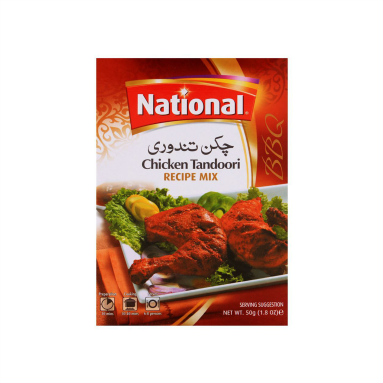 National
چکن تندوری
Chicken Tandoori
RECIPE MIX
BBQ
SERVING SUGGESTION
NET WT. 50g (1.8 OZ)e